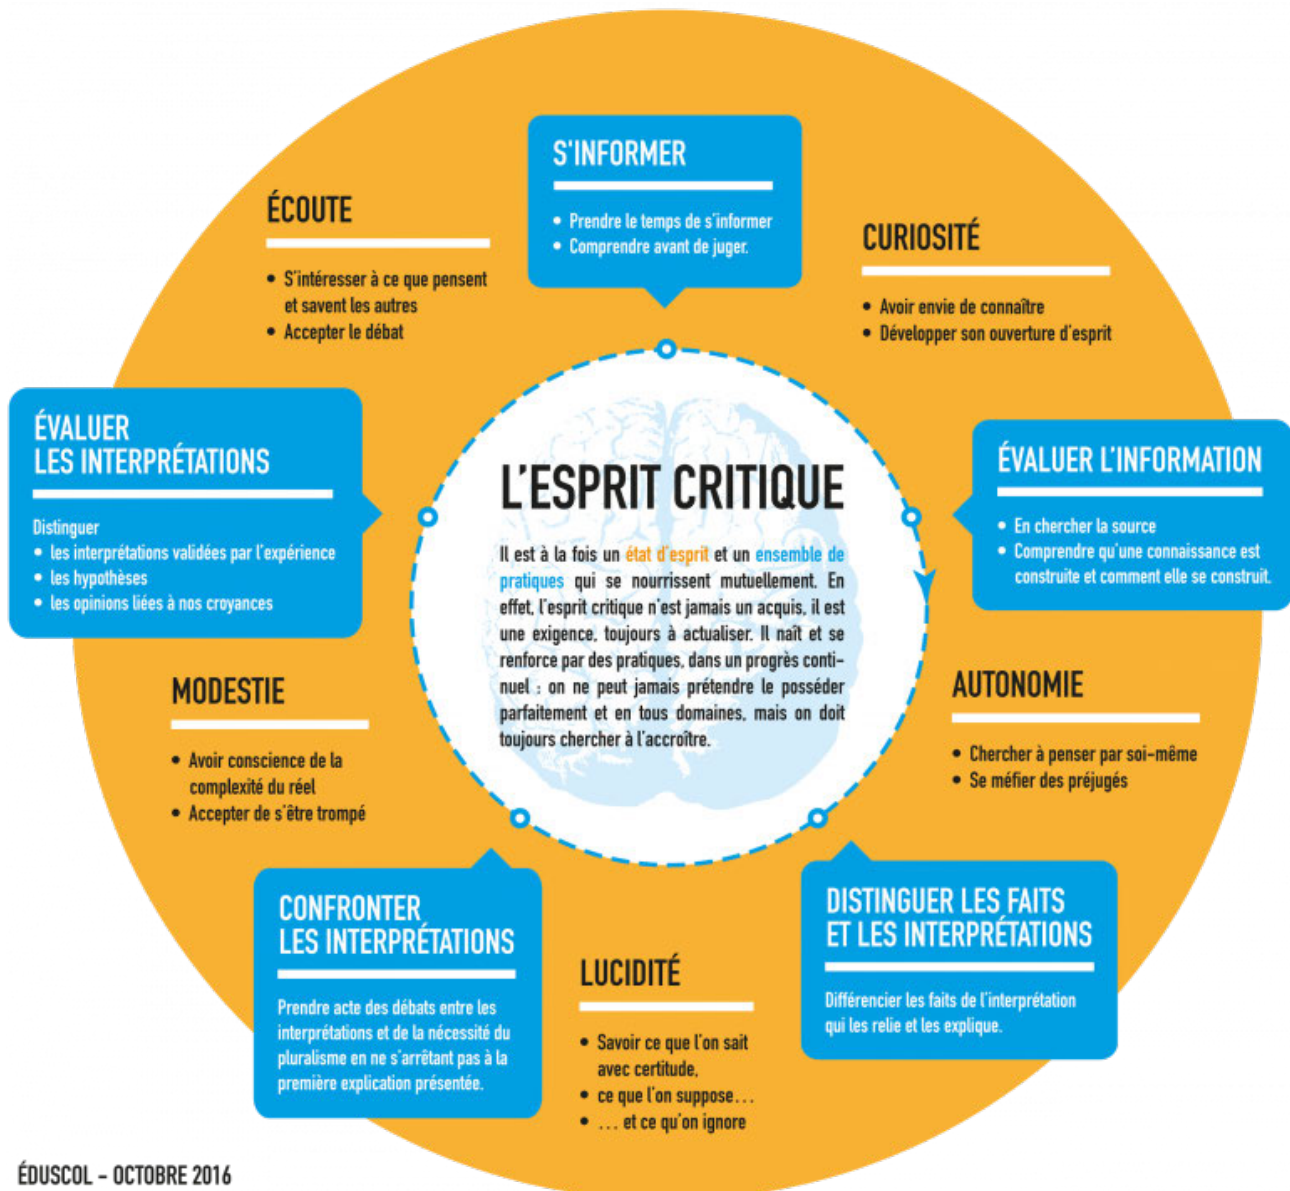 S'INFORMER
• Prendre le temps de s'informer
• Comprendre avant de juger.
ÉCOUTE
• S'intéresser à ce que pensent
et savent les autres
• Accepter le débat
CURIOSITÉ
• Avoir envie de connaître
• Développer son ouverture d'esprit
ÉVALUER
LES INTERPRÉTATIONS
Distinguer
• les interprétations validées par l'expérience
• les hypothèses
• les opinions liées à nos croyances
L'ESPRIT CRITIQUE
Il est à la fois un état d'esprit et un ensemble de
pratiques qui se nourrissent mutuellement. En
effet, l'esprit critique n'est jamais un acquis, il est
une exigence, toujours à actualiser. Il naît et se
renforce par des pratiques, dans un progrès conti-
nuel : on ne peut jamais prétendre le posséder
parfaitement et en tous domaines, mais on doit
toujours chercher à l'accroître.
ÉVALUER L'INFORMATION
• En chercher la source
• Comprendre qu'une connaissance est
construite et comment elle se construit.
MODESTIE
• Avoir conscience de la
complexité du réel
• Accepter de s'être trompé
AUTONOMIE
• Chercher à penser par soi-même
• Se méfier des préjugés
CONFRONTER
LES INTERPRÉTATIONS
Prendre acte des débats entre les
interprétations et de la nécessité du
pluralisme en ne s'arrêtant pas à la
première explication présentée.
LUCIDITÉ
• Savoir ce que l'on sait
avec certitude,
• ce que l'on suppose...
• ... et ce qu'on ignore
DISTINGUER LES FAITS
ET LES INTERPRÉTATIONS
Différencier les faits de l'interprétation
qui les relie et les explique.
ÉDUSCOL - OCTOBRE 2016